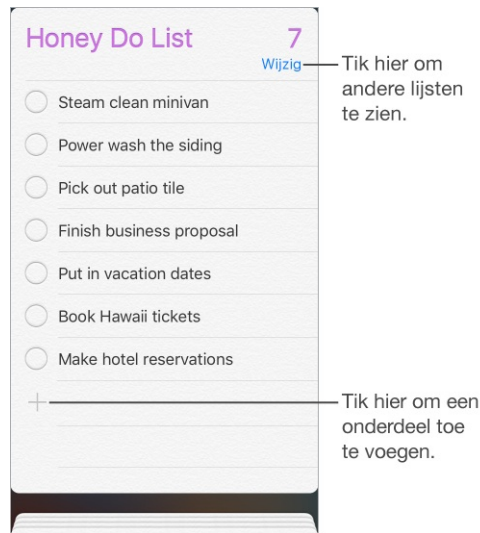 Honey Do List 7
Wijzig
Tik hier om
andere lijsten
te zien.
Steam clean minivan
Power wash the siding
Pick out patio tile
Finish business proposal
Put in vacation dates
Book Hawaii tickets
Make hotel reservations
Tik hier om een
onderdeel toe
te voegen.